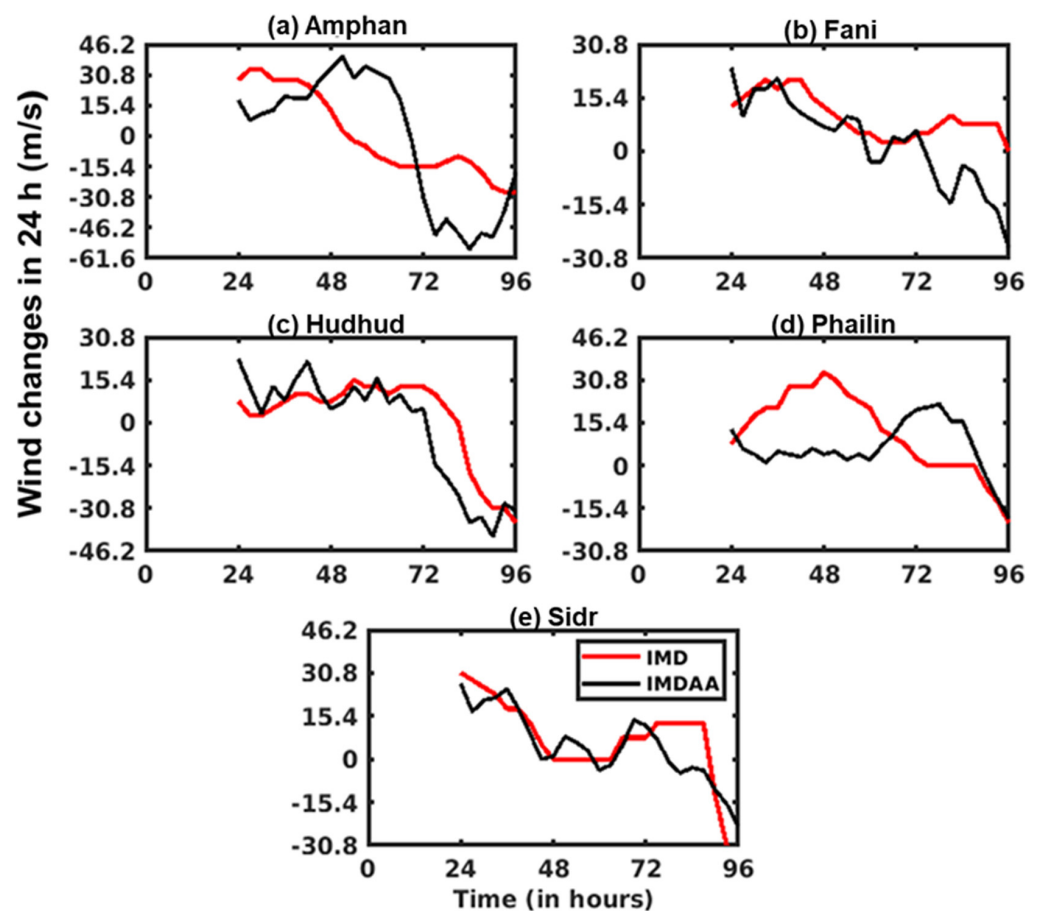 Wind changes in 24 h (m/s)
(a) Amphan
46.2
30.8
15.4
0
-15.4
-30.8
-46.2
-61.6
0 24 48 72 96
(b) Fani
30.8
15.4
0
-15.4
-30.8
0 24 48 72 96
(c) Hudhud
30.8
15.4
0
-15.4
-30.8
-46.2
0 24 48 72 96
(d) Phailin
46.2
30.8
15.4
0
-15.4
-30.8
0 24 48 72 96
(e) Sidr
46.2
30.8
15.4
0
-15.4
-30.8
0 24 48 72 96
IMD
IMDAA
Time (in hours)